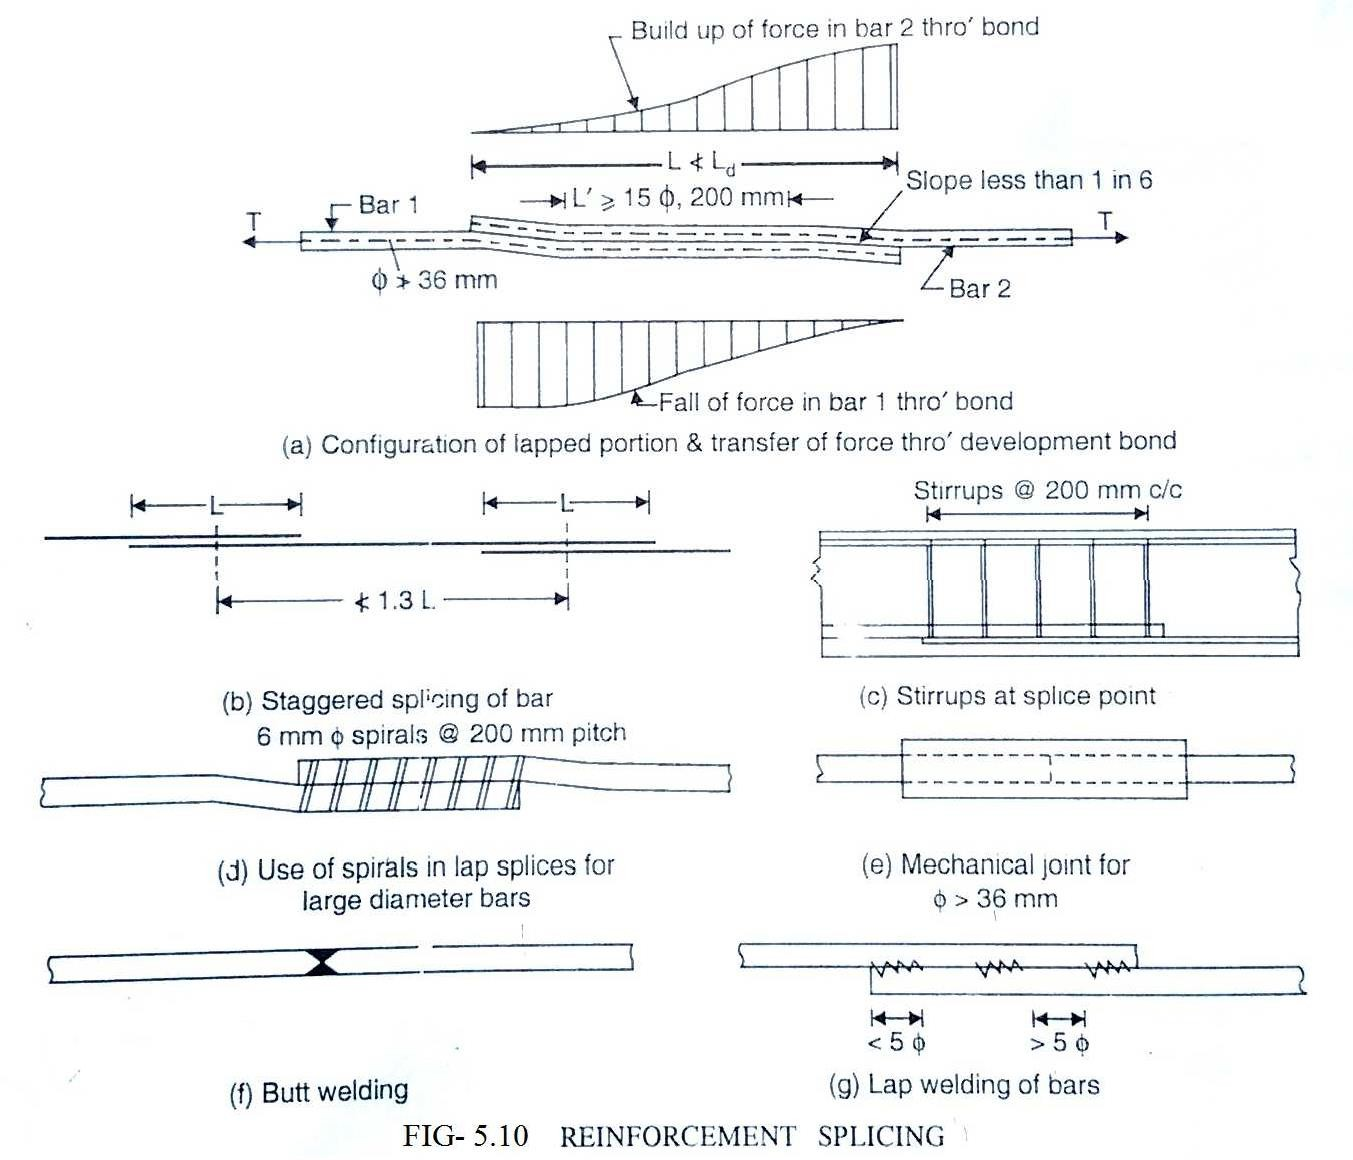 Build up of force in bar 2 thro′ bond
L ≮ Ld
Slope less than 1 in 6
L′ ⩾ 15 ϕ, 200 mm
Bar 1
T
T
ϕ ≯ 36 mm
Bar 2
Fall of force in bar 1 thro′ bond
(a) Configuration of lapped portion & transfer of force thro′ development bond
L
L
Stirrups @ 200 mm c/c
≮ 1.3 L
(b) Staggered splicing of bar
(c) Stirrups at splice point
6 mm ϕ spirals @ 200 mm pitch
(d) Use of spirals in lap splices for
large diameter bars
(e) Mechanical joint for
ϕ > 36 mm
< 5 ϕ
> 5 ϕ
(f) Butt welding
(g) Lap welding of bars
FIG- 5.10 REINFORCEMENT SPLICING